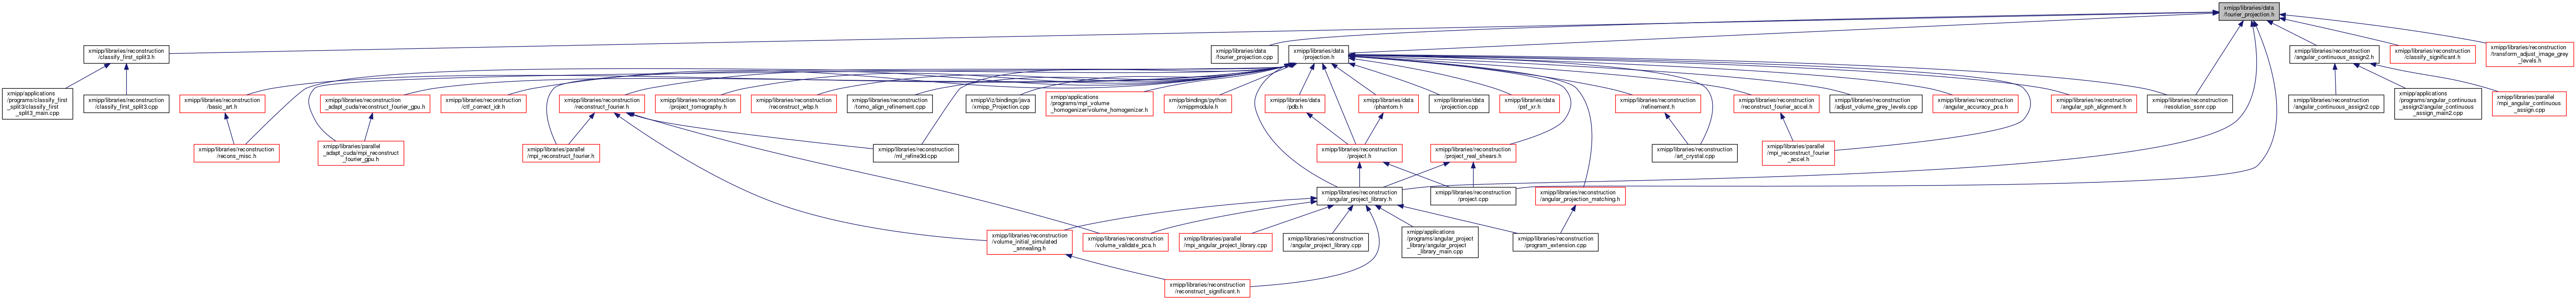 xmipp/libraries/data
/fourier_projection.h
xmipp/libraries/reconstruction
/classify_first_split3.h
xmipp/libraries/data
/fourier_projection.cpp
xmipp/libraries/data
/projection.h
xmipp/libraries/reconstruction
/angular_continuous_assign2.h
xmipp/libraries/reconstruction
/classify_significant.h
xmipp/libraries/reconstruction
/transform_adjust_image_grey
_levels.h
xmipp/applications
/programs/classify_first
_split3/classify_first
_split3_main.cpp
xmipp/libraries/reconstruction
/classify_first_split3.cpp
xmipp/libraries/reconstruction
/basic_art.h
xmipp/libraries/reconstruction
_adapt_cuda/reconstruct_fourier_gpu.h
xmipp/libraries/reconstruction
/ctf_correct_idr.h
xmipp/libraries/reconstruction
/reconstruct_fourier.h
xmipp/libraries/reconstruction
/project_tomography.h
xmipp/libraries/reconstruction
/reconstruct_wbp.h
xmipp/libraries/reconstruction
/tomo_align_refinement.cpp
xmipp/Viz/bindings/java
/xmipp_Projection.cpp
xmipp/applications
/programs/mpi_volume
_homogenizer/volume_homogenizer.h
xmipp/bindings/python
/xmippmodule.h
xmipp/libraries/data
/pdb.h
xmipp/libraries/data
/phantom.h
xmipp/libraries/data
/projection.cpp
xmipp/libraries/data
/psf_xr.h
xmipp/libraries/reconstruction
/refinement.h
xmipp/libraries/reconstruction
/reconstruct_fourier_accel.h
xmipp/libraries/reconstruction
/adjust_volume_grey_levels.cpp
xmipp/libraries/reconstruction
/angular_accuracy_pca.h
xmipp/libraries/reconstruction
/angular_sph_alignment.h
xmipp/libraries/reconstruction
/resolution_ssnr.cpp
xmipp/libraries/reconstruction
/angular_continuous_assign2.cpp
xmipp/applications
/programs/angular_continuous
_assign2/angular_continuous
_assign_main2.cpp
xmipp/libraries/parallel
/mpi_angular_continuous
_assign.cpp
xmipp/libraries/reconstruction
/recons_misc.h
xmipp/libraries/parallel
_adapt_cuda/mpi_reconstruct
_fourier_gpu.h
xmipp/libraries/parallel
/mpi_reconstruct_fourier.h
xmipp/libraries/reconstruction
/ml_refine3d.cpp
xmipp/libraries/reconstruction
/project.h
xmipp/libraries/reconstruction
/project_real_shears.h
xmipp/libraries/reconstruction
/art_crystal.cpp
xmipp/libraries/parallel
/mpi_reconstruct_fourier
_accel.h
xmipp/libraries/reconstruction
/angular_project_library.h
xmipp/libraries/reconstruction
/project.cpp
xmipp/libraries/reconstruction
/angular_projection_matching.h
xmipp/libraries/reconstruction
/volume_initial_simulated
_annealing.h
xmipp/libraries/reconstruction
/volume_validate_pca.h
xmipp/libraries/parallel
/mpi_angular_project_library.cpp
xmipp/libraries/reconstruction
/angular_project_library.cpp
xmipp/applications
/programs/angular_project
_library/angular_project
_library_main.cpp
xmipp/libraries/reconstruction
/program_extension.cpp
xmipp/libraries/reconstruction
/reconstruct_significant.h